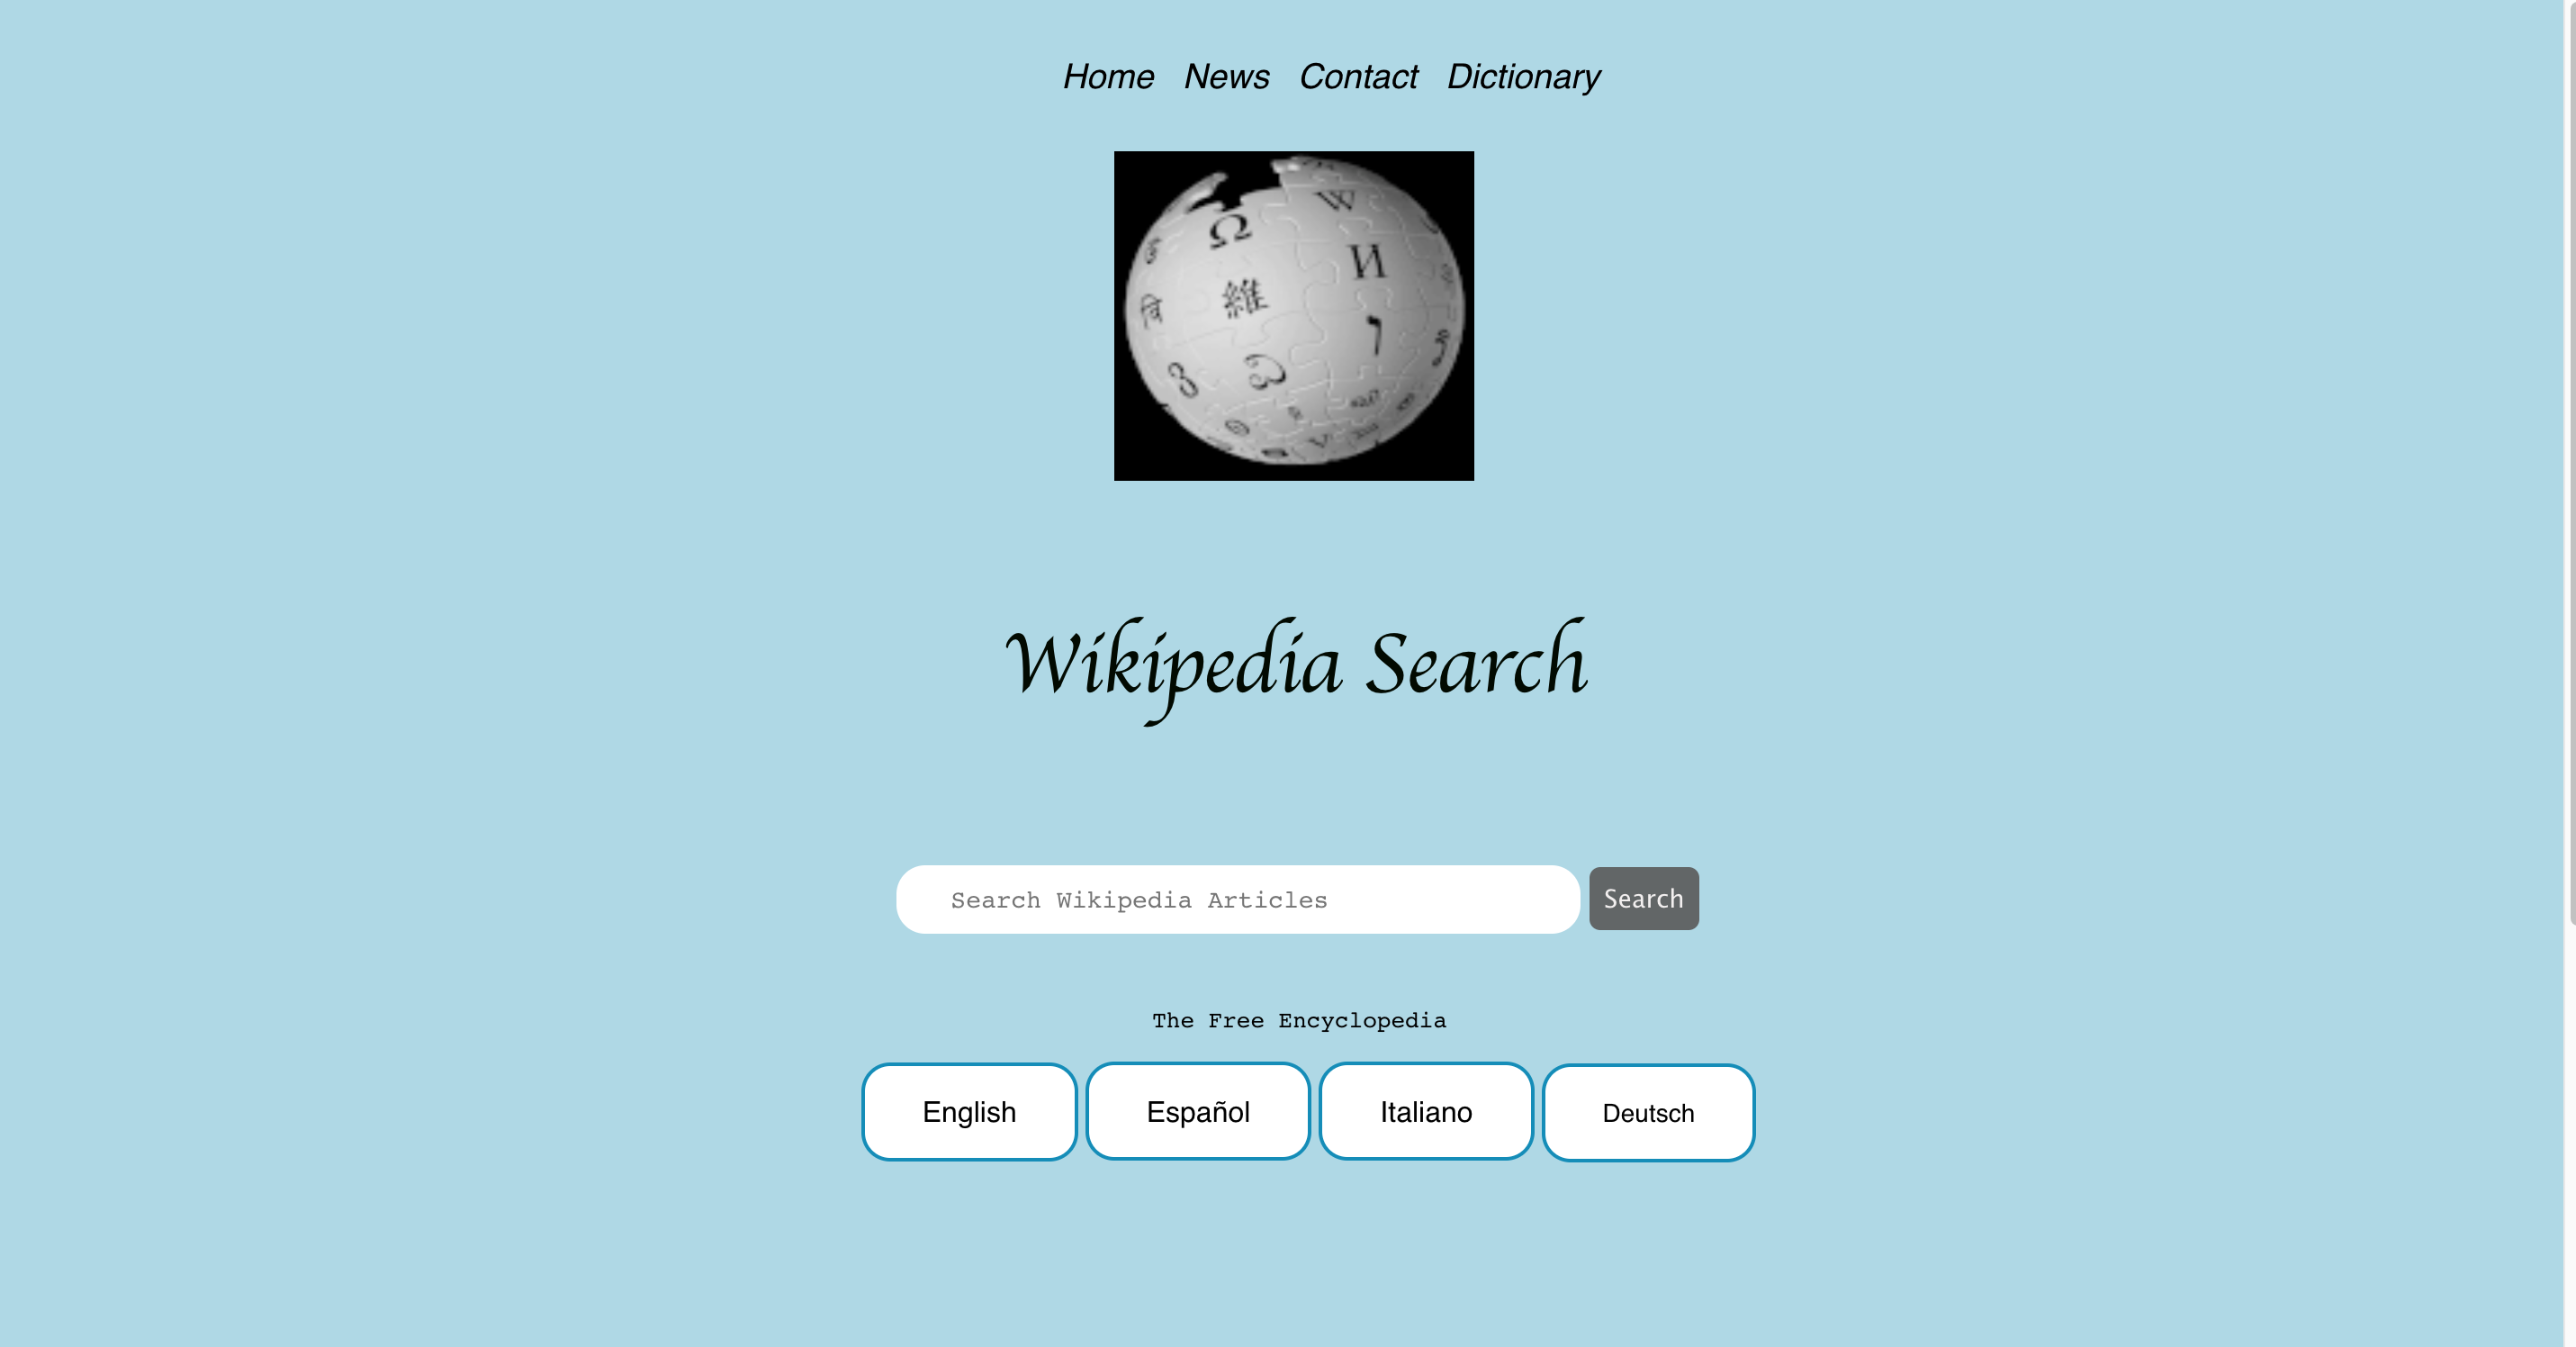 Home News Contact Dictionary
Ω W
И
維
Wikipedia Search
Search Wikipedia Articles Search
The Free Encyclopedia
English Español Italiano Deutsch